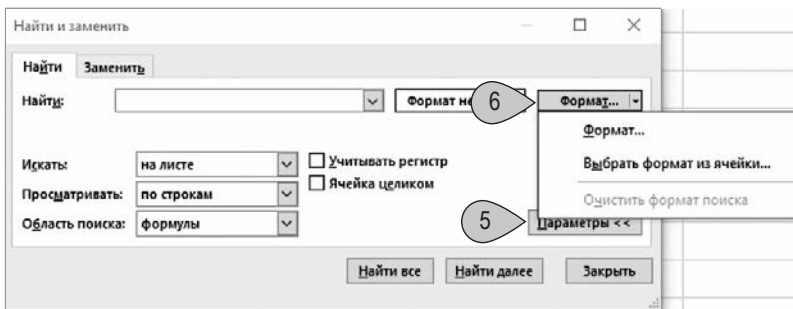 Найти и заменить
Найти Заменить
Найти: Формат не 6 Формат...
Формат...
Искать: на листе Учитывать регистр Выбрать формат из ячейки...
Просматривать: по строкам Ячейка целиком
Очистить формат поиска
Область поиска: формулы 5 Параметры <<
Найти все Найти далее Закрыть